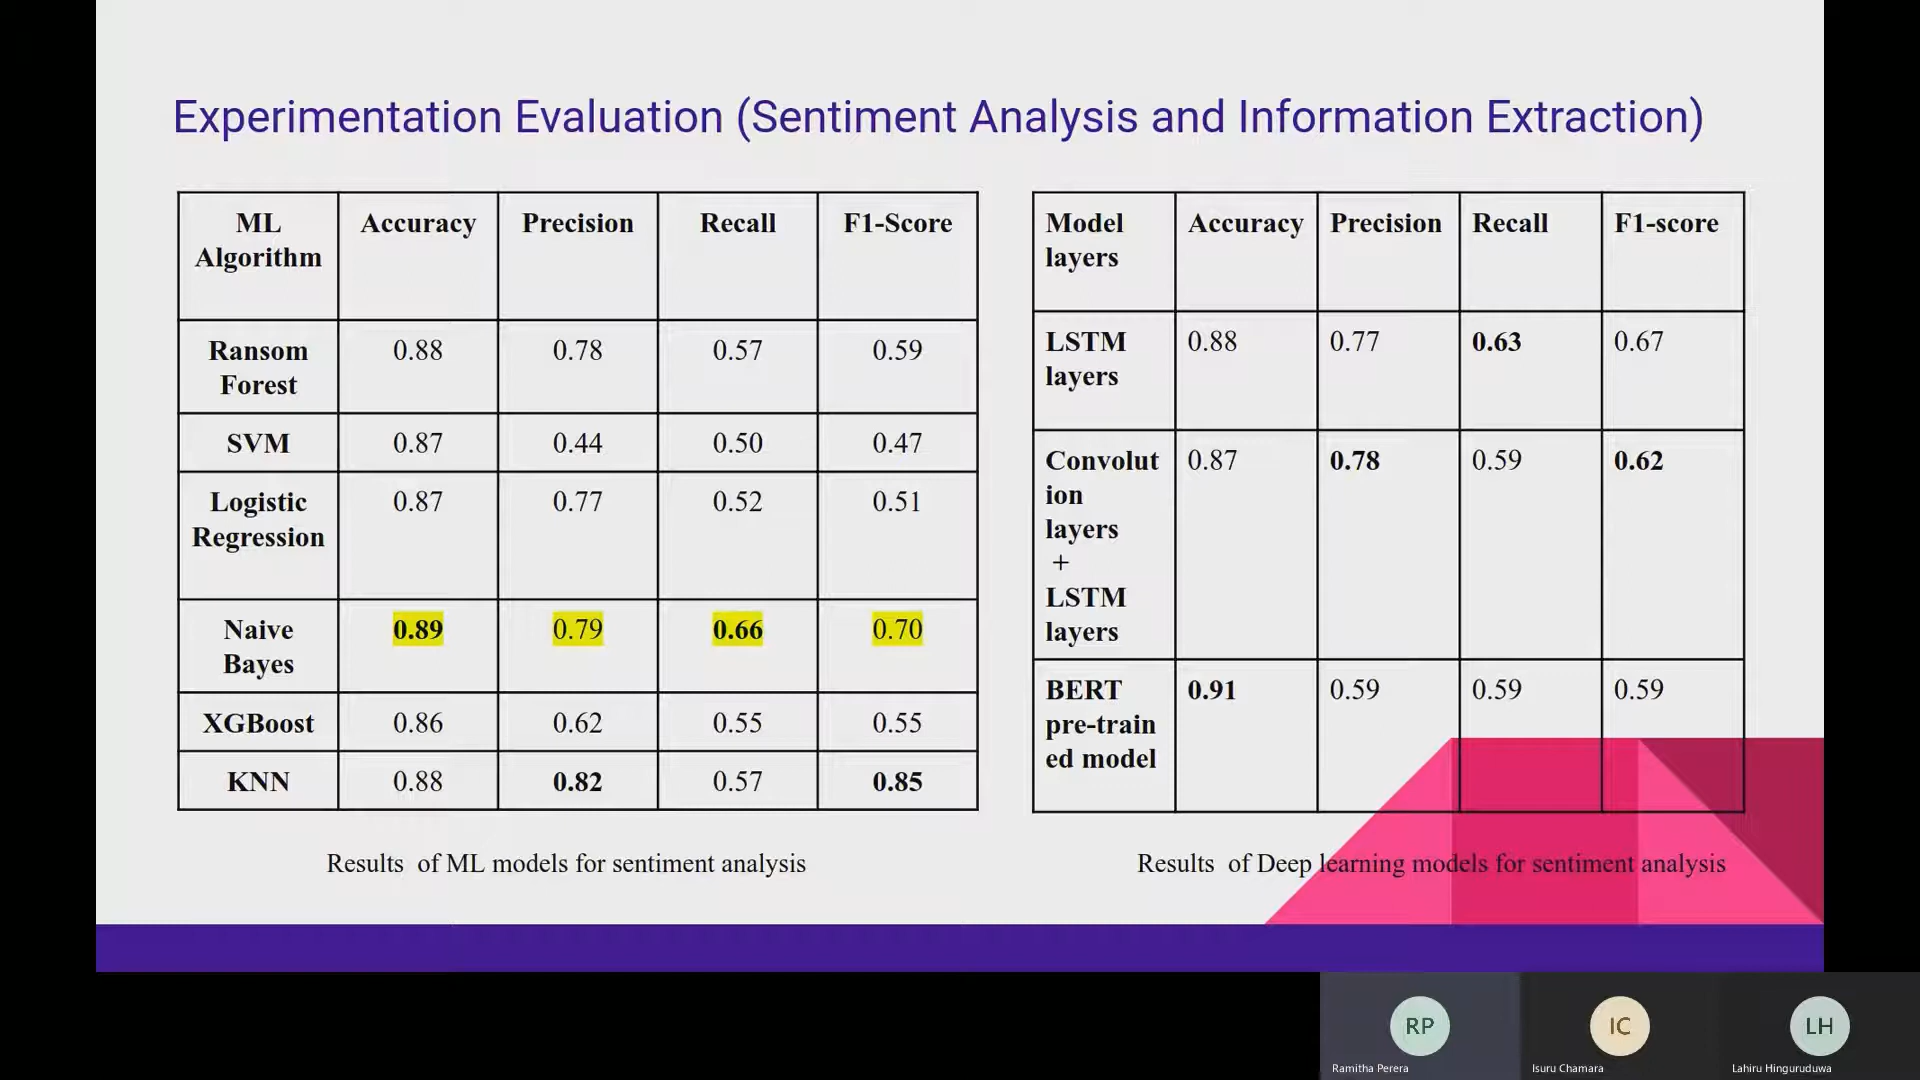 Experimentation Evaluation (Sentiment Analysis and Information Extraction)
ML Algorithm Accuracy Precision Recall F1-Score
Ransom Forest 0.88 0.78 0.57 0.59
SVM 0.87 0.44 0.50 0.47
Logistic Regression 0.87 0.77 0.52 0.51
Naive Bayes 0.89 0.79 0.66 0.70
XGBoost 0.86 0.62 0.55 0.55
KNN 0.88 0.82 0.57 0.85
Results of ML models for sentiment analysis
Model layers Accuracy Precision Recall F1-score
LSTM layers 0.88 0.77 0.63 0.67
Convolution layers + LSTM layers 0.87 0.78 0.59 0.62
BERT pre-trained model 0.91 0.59 0.59 0.59
Results of Deep learning models for sentiment analysis
RP
Ramitha Perera
IC
Isuru Chamara
LH
Lahiru Hinguruduwa